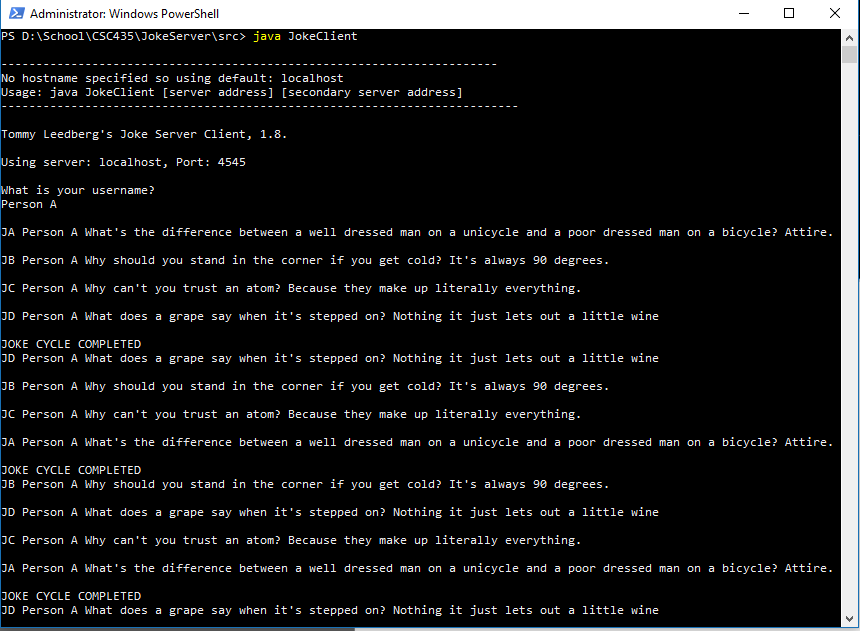 Administrator: Windows PowerShell
PS D:\School\CSC435\JokeServer\src> java JokeClient
-----------------------------------------------------------------------
No hostname specified so using default: localhost
Usage: java JokeClient [server address] [secondary server address]
--------------------------------------------------------------------------
Tommy Leedberg's Joke Server Client, 1.8.
Using server: localhost, Port: 4545
What is your username?
Person A
JA Person A What's the difference between a well dressed man on a unicycle and a poor dressed man on a bicycle? Attire.
JB Person A Why should you stand in the corner if you get cold? It's always 90 degrees.
JC Person A Why can't you trust an atom? Because they make up literally everything.
JD Person A What does a grape say when it's stepped on? Nothing it just lets out a little wine
JOKE CYCLE COMPLETED
JD Person A What does a grape say when it's stepped on? Nothing it just lets out a little wine
JB Person A Why should you stand in the corner if you get cold? It's always 90 degrees.
JC Person A Why can't you trust an atom? Because they make up literally everything.
JA Person A What's the difference between a well dressed man on a unicycle and a poor dressed man on a bicycle? Attire.
JOKE CYCLE COMPLETED
JB Person A Why should you stand in the corner if you get cold? It's always 90 degrees.
JD Person A What does a grape say when it's stepped on? Nothing it just lets out a little wine
JC Person A Why can't you trust an atom? Because they make up literally everything.
JA Person A What's the difference between a well dressed man on a unicycle and a poor dressed man on a bicycle? Attire.
JOKE CYCLE COMPLETED
JD Person A What does a grape say when it's stepped on? Nothing it just lets out a little wine